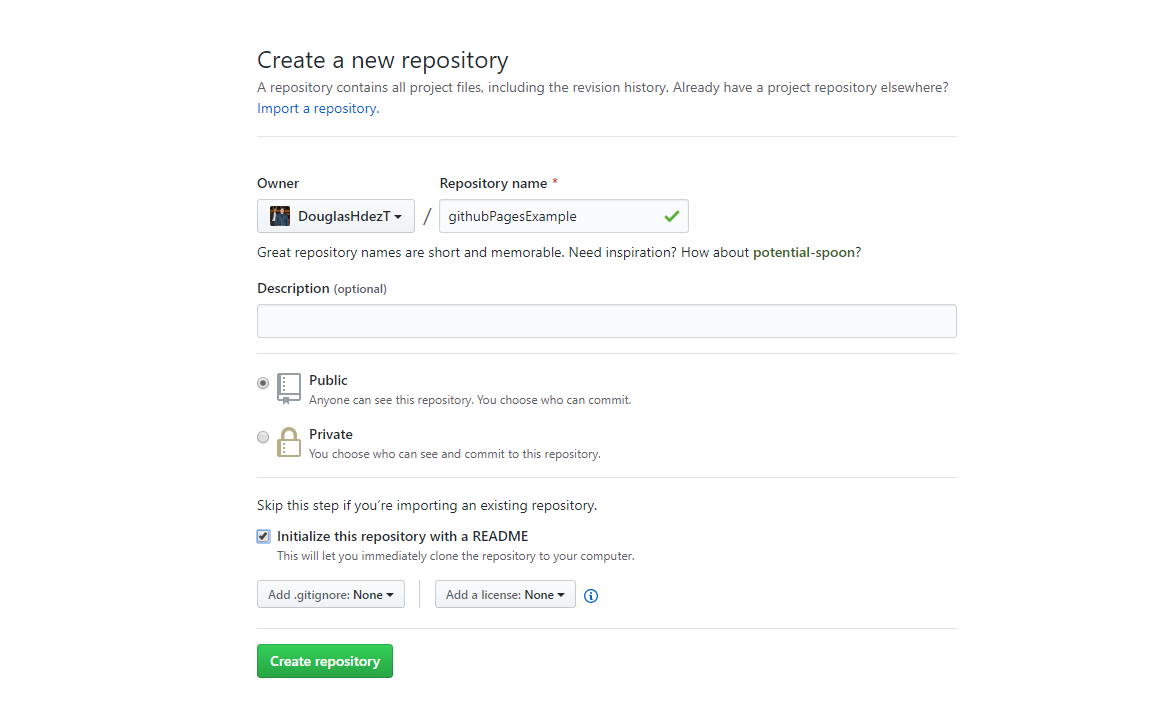 Create a new repository
A repository contains all project files, including the revision history. Already have a project repository elsewhere?
Import a repository.
Owner
Repository name *
DouglasHdezT / githubPagesExample
Great repository names are short and memorable. Need inspiration? How about potential-spoon?
Description (optional)
Public
Anyone can see this repository. You choose who can commit.
Private
You choose who can see and commit to this repository.
Skip this step if you’re importing an existing repository.
Initialize this repository with a README
This will let you immediately clone the repository to your computer.
Add .gitignore: None
Add a license: None
Create repository